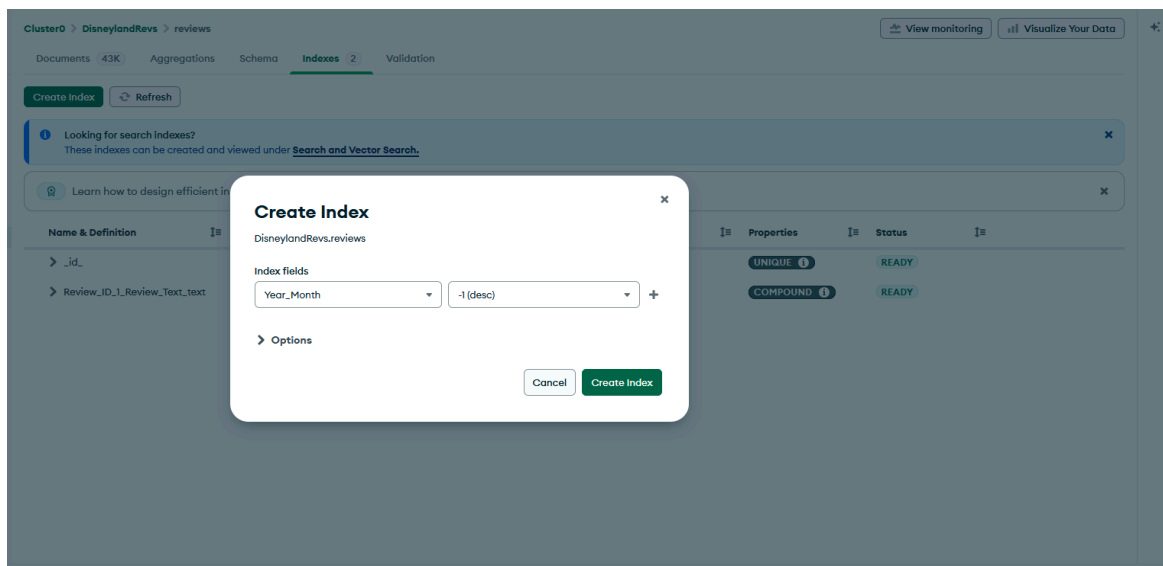 Cluster0 > DisneylandRevs > reviews
View monitoring
Visualize Your Data
Documents 43K Aggregations Schema Indexes 2 Validation
Create Index
Refresh
Looking for search indexes?
These indexes can be created and viewed under Search and Vector Search.
Learn how to design efficient in
Name & Definition Properties Status
_id_ UNIQUE READY
Review_ID_1_Review_Text_text COMPOUND READY
Create Index
DisneylandRevs.reviews
Index fields
Year_Month -1 (desc)
Options
Cancel Create Index